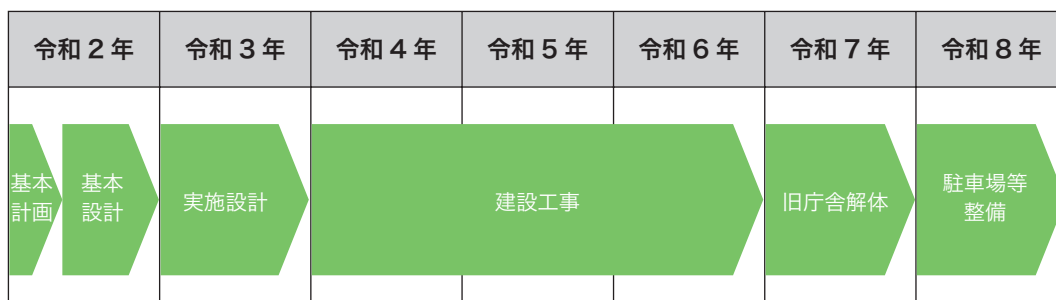 令和２年
令和３年
令和４年
令和５年
令和６年
令和７年
令和８年
基本
計画
基本
設計
実施設計
建設工事
旧庁舎解体
駐車場等
整備